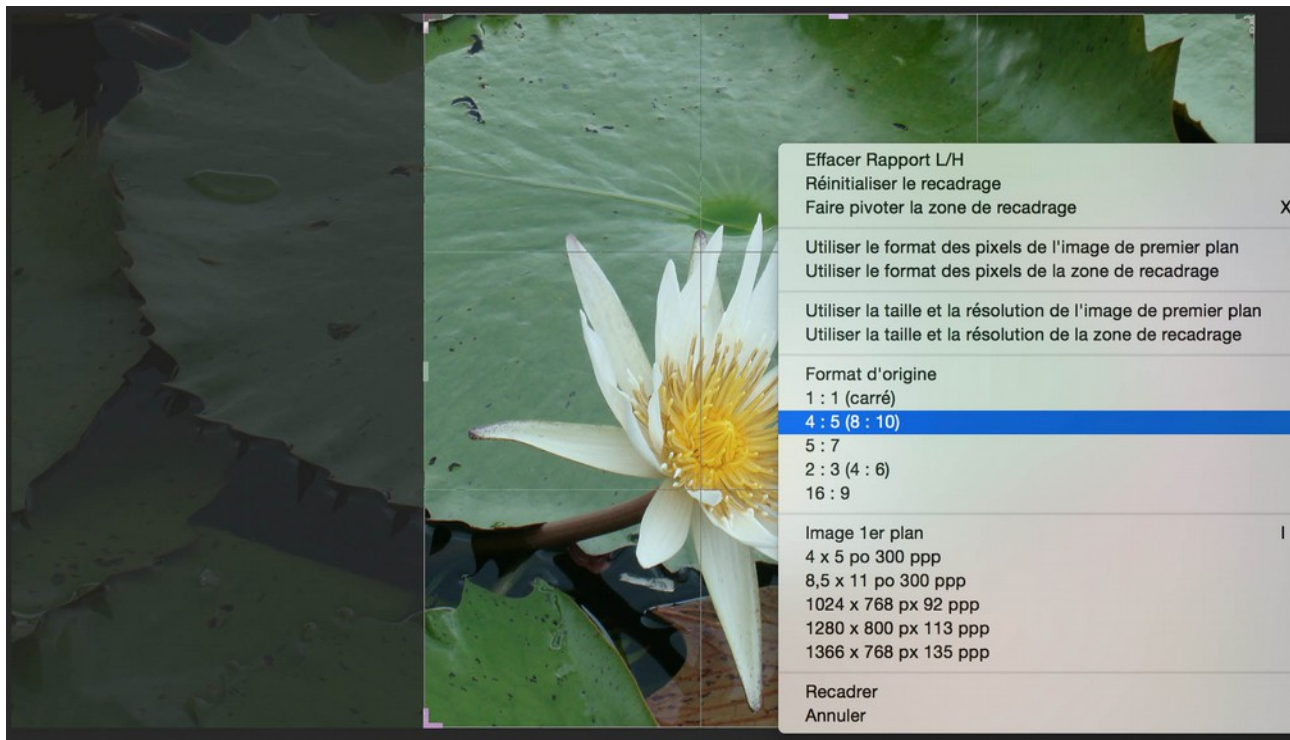 Effacer Rapport L/H
Réinitialiser le recadrage
Faire pivoter la zone de recadrage X
Utiliser le format des pixels de l'image de premier plan
Utiliser le format des pixels de la zone de recadrage
Utiliser la taille et la résolution de l'image de premier plan
Utiliser la taille et la résolution de la zone de recadrage
Format d'origine
1 : 1 (carré)
4 : 5 (8 : 10)
5 : 7
2 : 3 (4 : 6)
16 : 9
Image 1er plan I
4 x 5 po 300 ppp
8,5 x 11 po 300 ppp
1024 x 768 px 92 ppp
1280 x 800 px 113 ppp
1366 x 768 px 135 ppp
Recadrer
Annuler